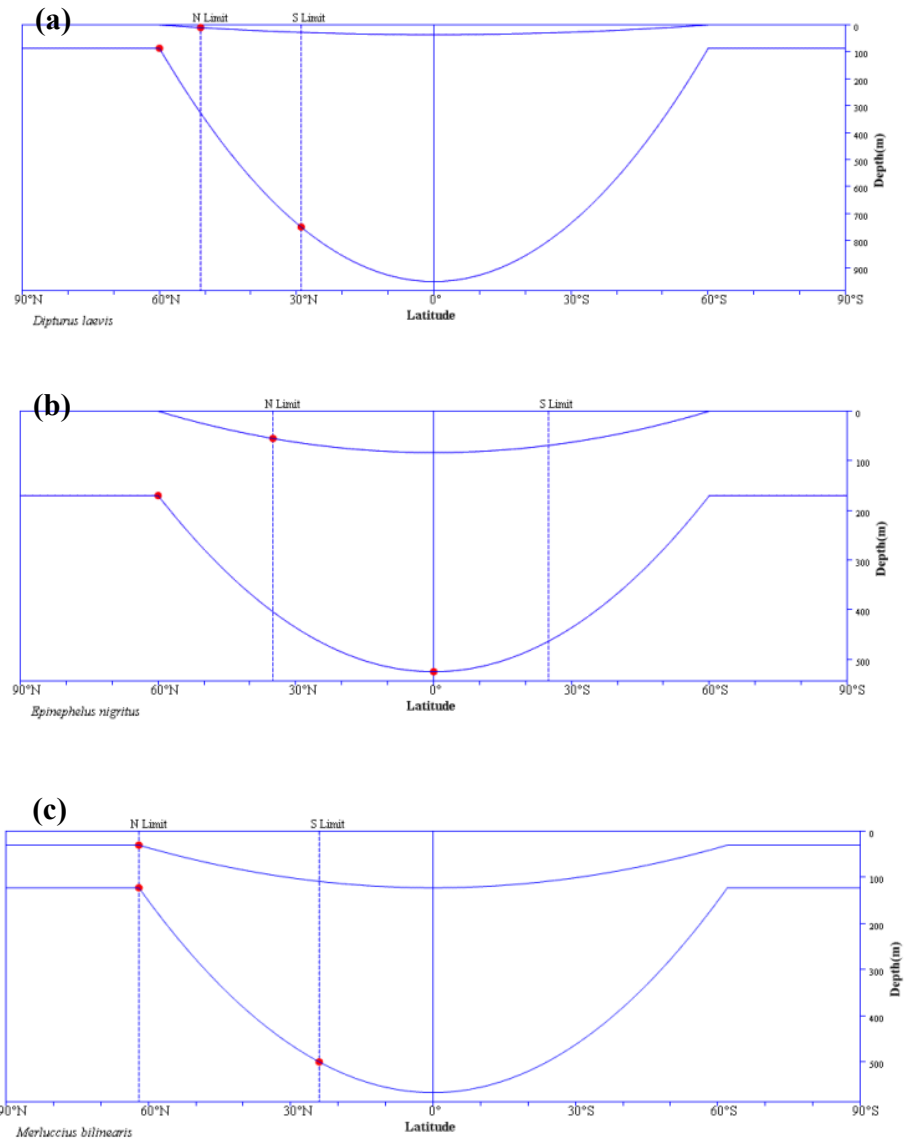 (a)
N Limit S Limit
0
100
200
300
400
500
600
700
800
900
Depth(m)
90°N 60°N 30°N 0° 30°S 60°S 90°S
Latitude
Dipturus laevis
(b)
N Limit S Limit
0
100
200
300
400
500
Depth(m)
90°N 60°N 30°N 0° 30°S 60°S 90°S
Latitude
Epinephelus nigritus
(c)
N Limit S Limit
0
100
200
300
400
500
Depth(m)
90°N 60°N 30°N 0° 30°S 60°S 90°S
Latitude
Merluccius bilinearis